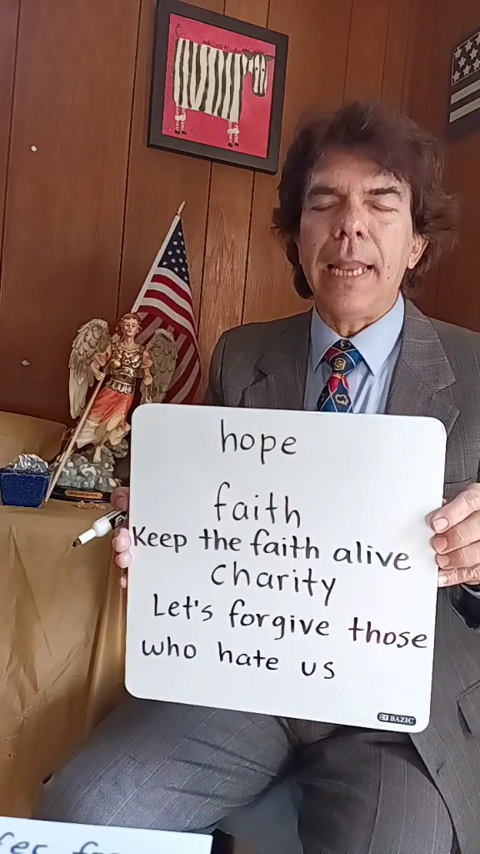 hope
faith
Keep the faith alive
Charity
Let's forgive those
who hate us
BAZIC